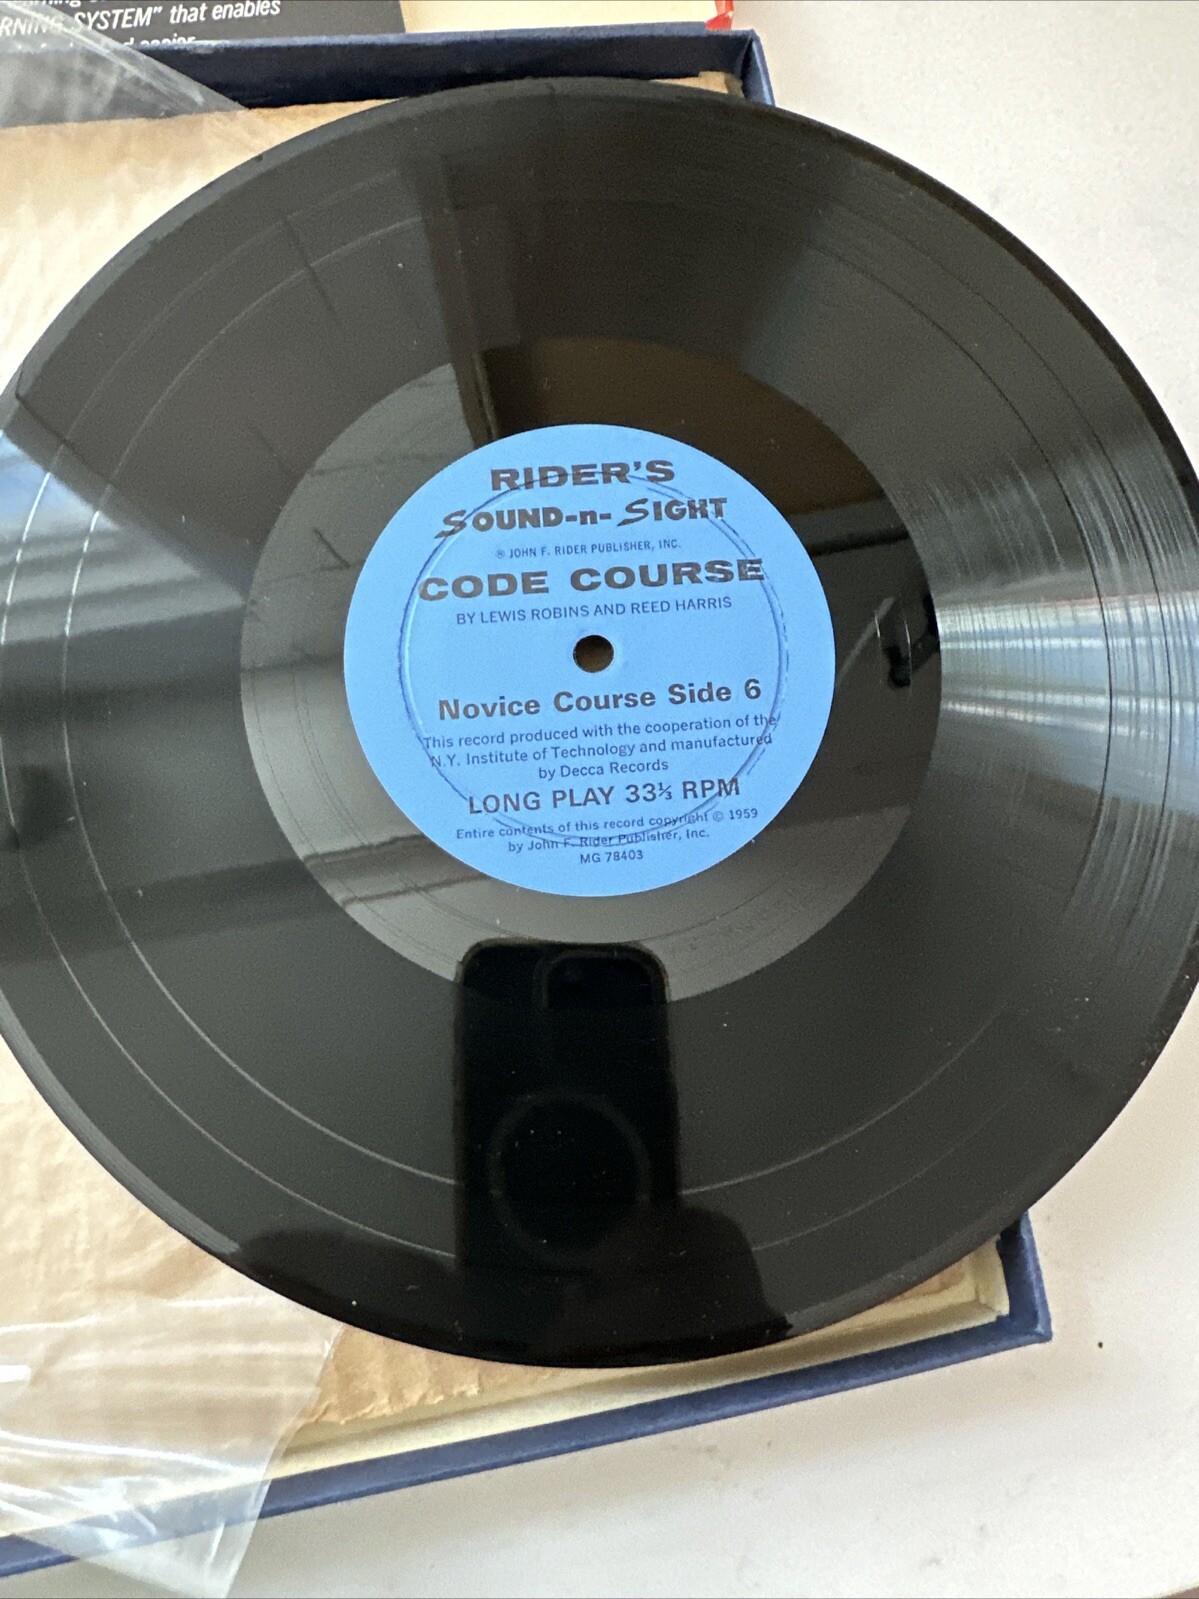 SYSTEM” that enables
RIDER'S
SOUND-n-SIGHT
® JOHN F. RIDER PUBLISHER, INC.
CODE COURSE
BY LEWIS ROBINS AND REED HARRIS
Novice Course Side 6
This record produced with the cooperation of the
N.Y. Institute of Technology and manufactured
by Decca Records
LONG PLAY 33⅓ RPM
Entire contents of this record copyright © 1959
by John F. Rider Publisher, Inc.
MG 78403